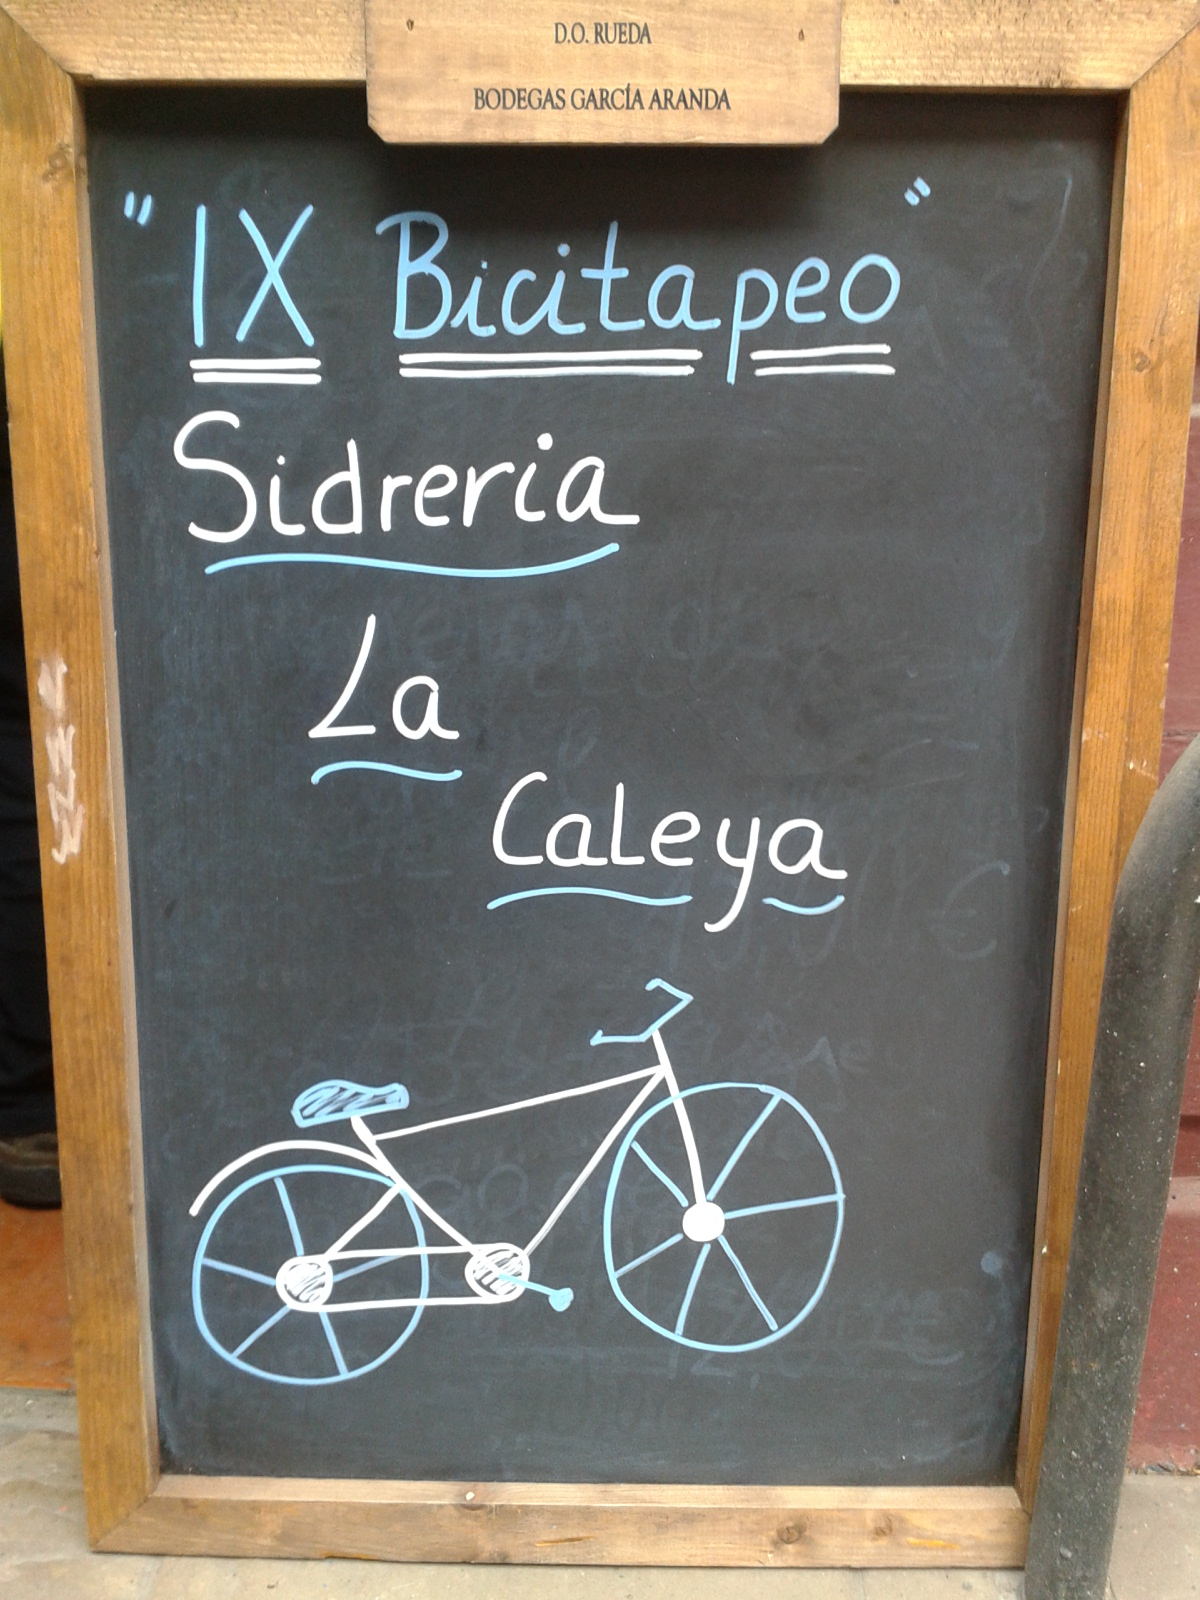 D.O. RUEDA
BODEGAS GARCÍA ARANDA
"IX Bicitapeo"
Sidreria
La
Caleya